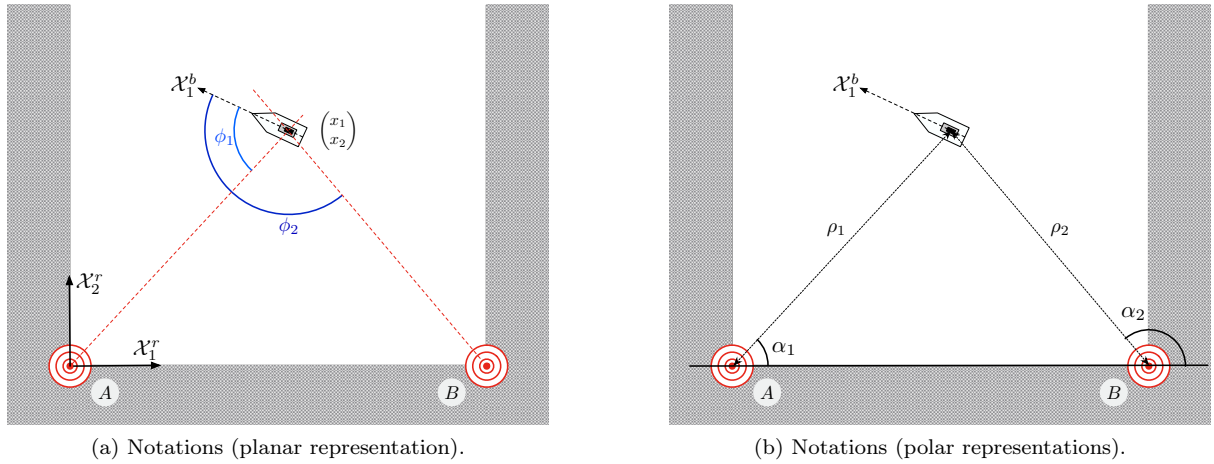 𝒳₁ᵇ
(x₁ x₂)
ϕ₁
ϕ₂
𝒳₂ʳ
𝒳₁ʳ
A
B
(a) Notations (planar representation).
𝒳₁ᵇ
ρ₁
ρ₂
α₁
α₂
A
B
(b) Notations (polar representations).